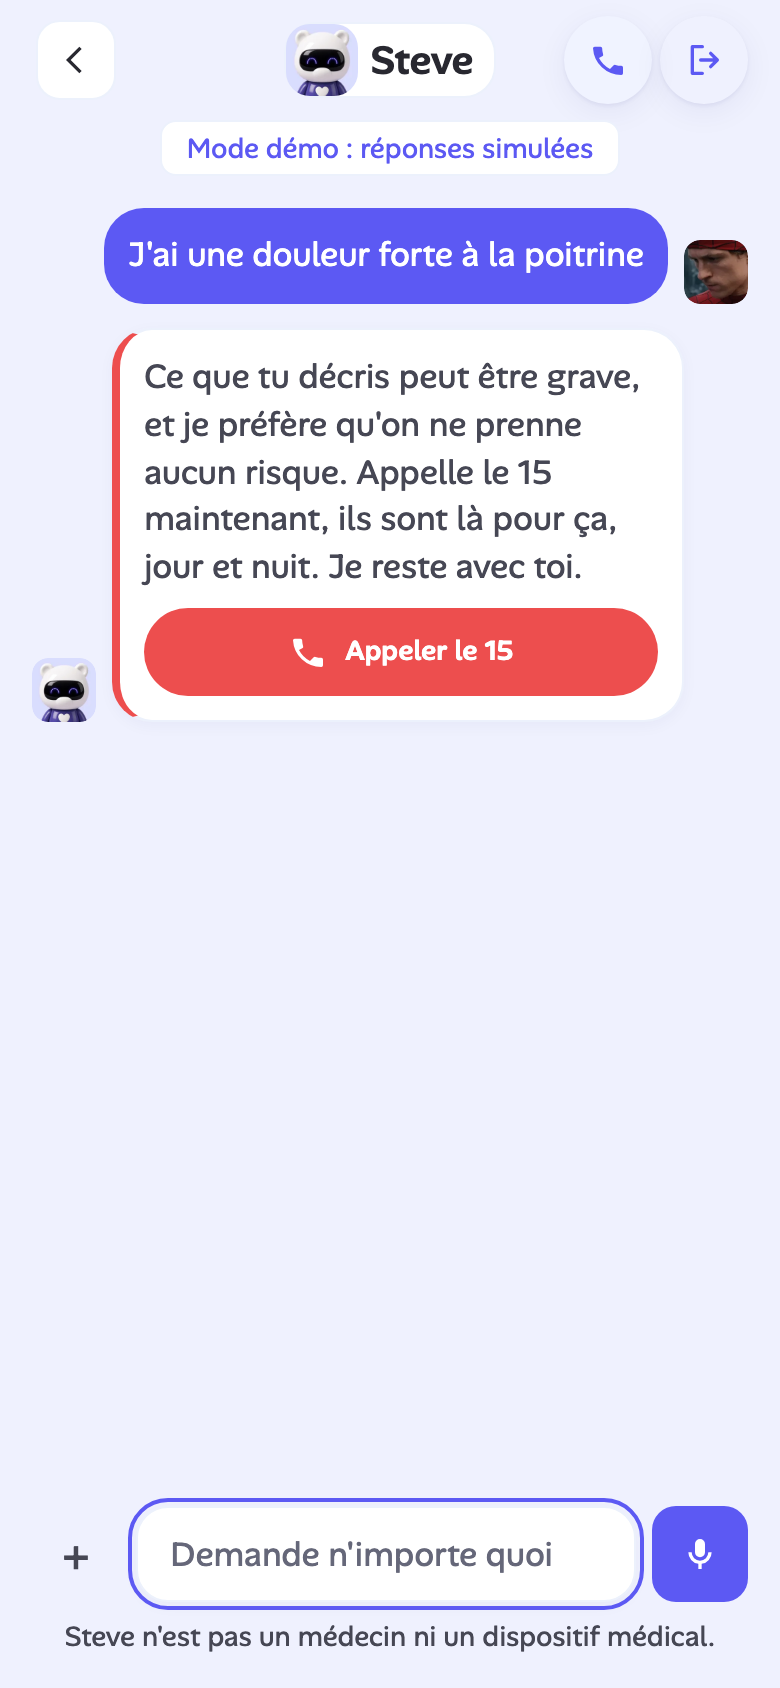 Steve
Mode démo : réponses simulées
J'ai une douleur forte à la poitrine
Ce que tu décris peut être grave,
et je préfère qu'on ne prenne
aucun risque. Appelle le 15
maintenant, ils sont là pour ça,
jour et nuit. Je reste avec toi.
Appeler le 15
Demande n'importe quoi
Steve n'est pas un médecin ni un dispositif médical.